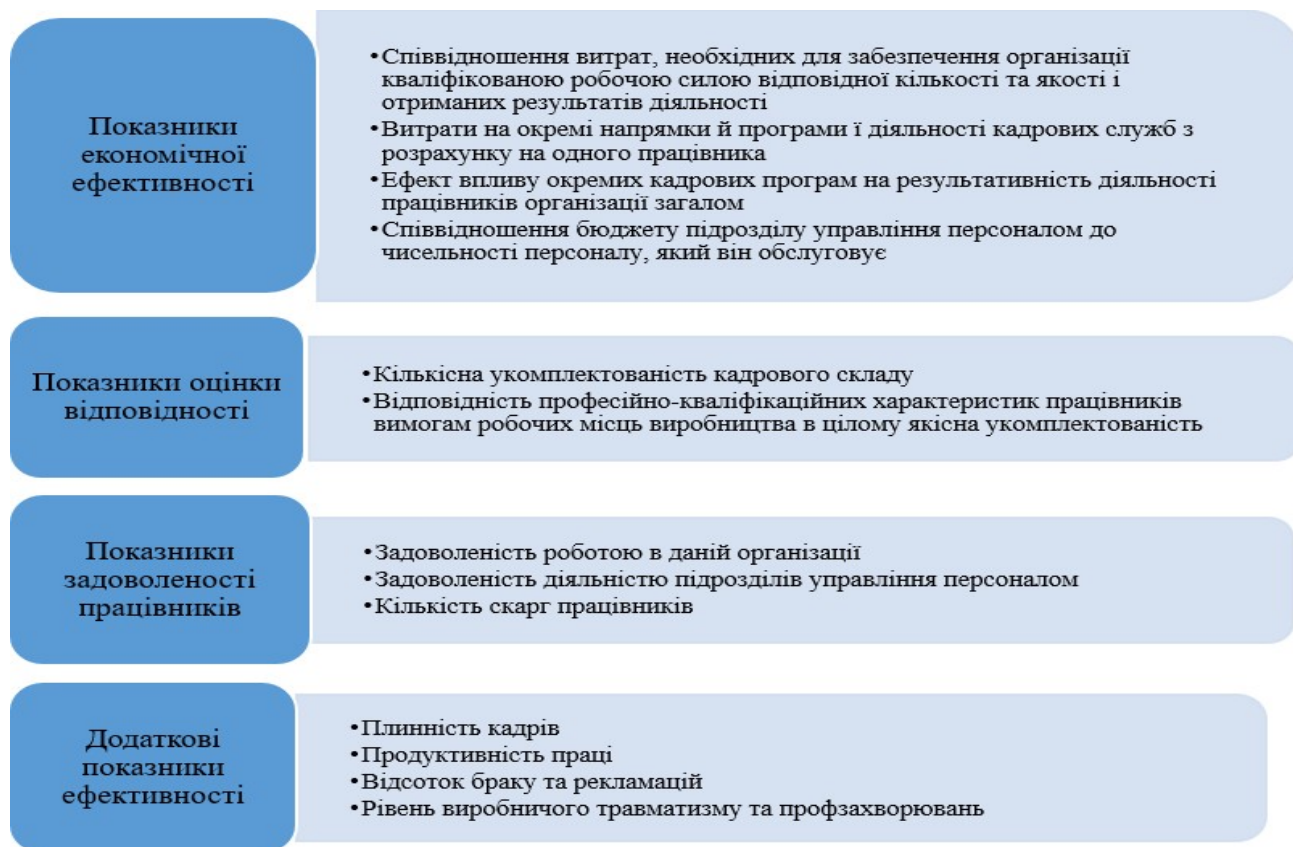 Показники
економічної
ефективності
•Співвідношення витрат, необхідних для забезпечення організації
кваліфікованою робочою силою відповідної кількості та якості і
отриманих результатів діяльності
•Витрати на окремі напрямки й програми ї діяльності кадрових служб з
розрахунку на одного працівника
•Ефект впливу окремих кадрових програм на результативність діяльності
працівників організації загалом
•Співвідношення бюджету підрозділу управління персоналом до
чисельності персоналу, який він обслуговує
Показники оцінки
відповідності
•Кількісна укомплектованість кадрового складу
•Відповідність професійно-кваліфікаційних характеристик працівників
вимогам робочих місць виробництва в цілому якісна укомплектованість
Показники
задоволеності
працівників
•Задоволеність роботою в даній організації
•Задоволеність діяльністю підрозділів управління персоналом
•Кількість скарг працівників
Додаткові
показники
ефективності
•Плинність кадрів
•Продуктивність праці
•Відсоток браку та рекламацій
•Рівень виробничого травматизму та профзахворювань